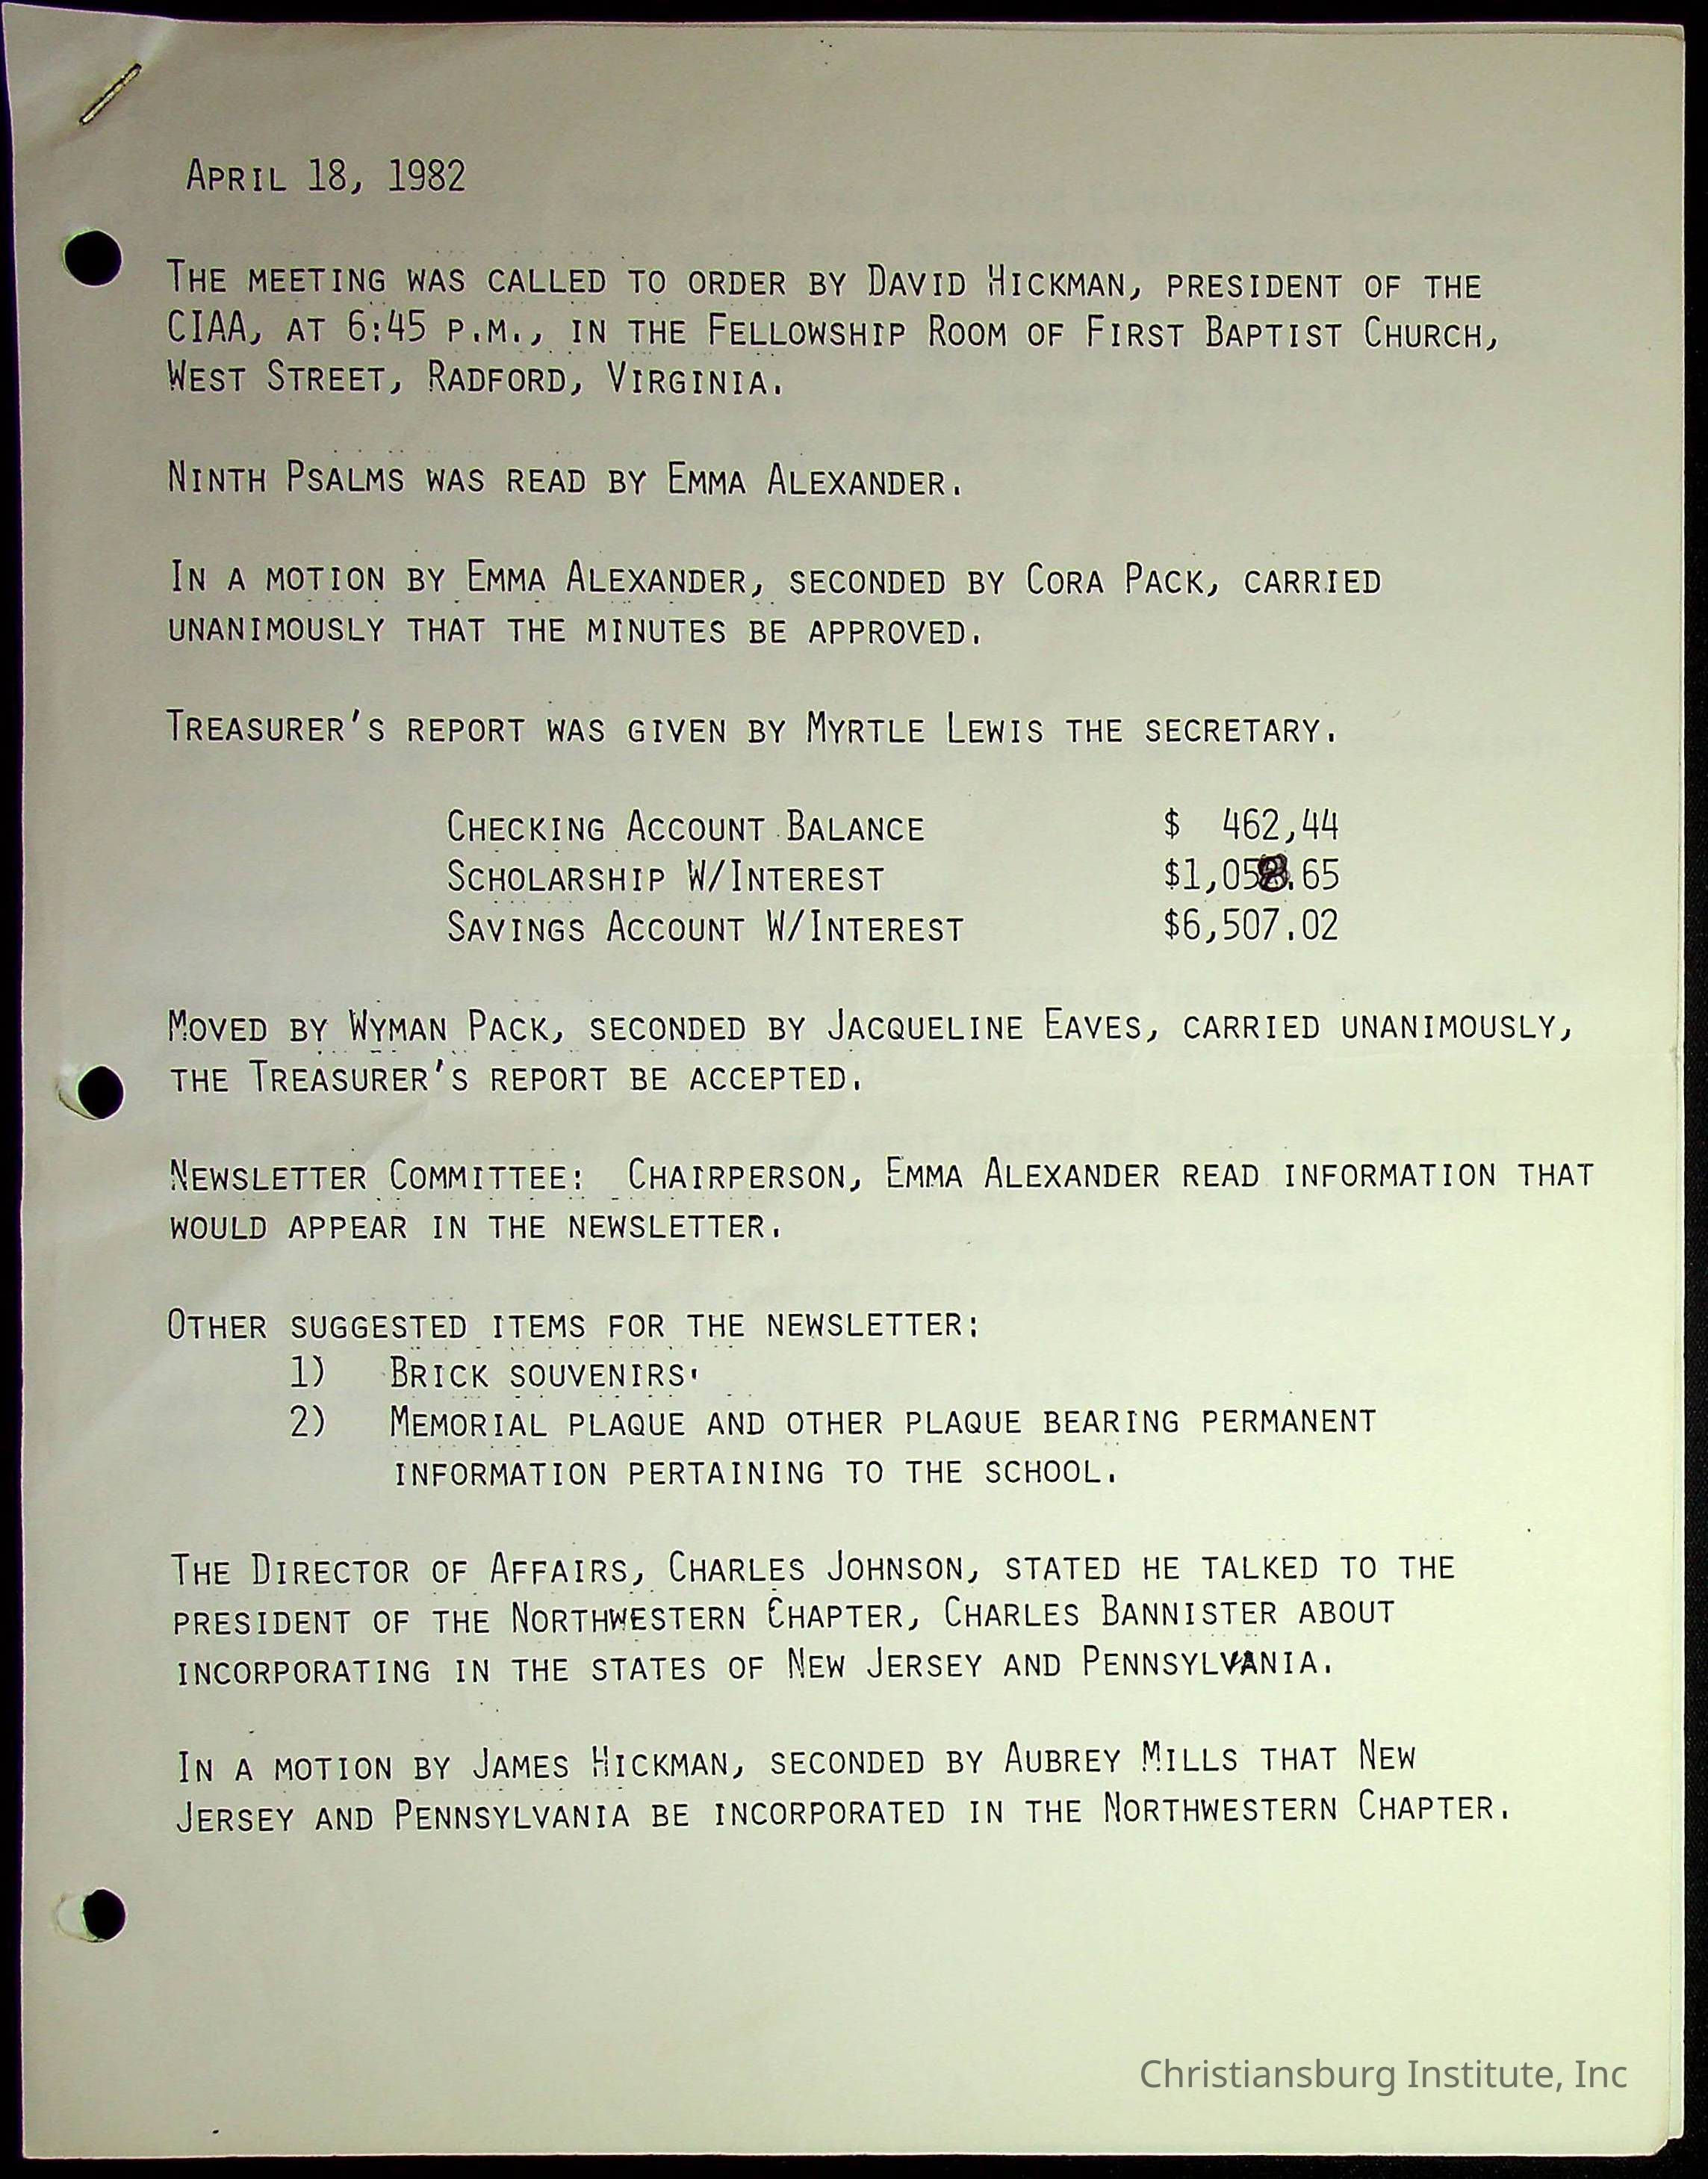 April 18, 1982
The meeting was called to order by David Hickman, president of the
CIAA, at 6:45 p.m., in the Fellowship Room of First Baptist Church,
West Street, Radford, Virginia.
Ninth Psalms was read by Emma Alexander.
In a motion by Emma Alexander, seconded by Cora Pack, carried
unanimously that the minutes be approved.
Treasurer's report was given by Myrtle Lewis the secretary.
Checking Account Balance $ 462,44
Scholarship w/Interest $1,058.65
Savings Account w/Interest $6,507.02
Moved by Wyman Pack, seconded by Jacqueline Eaves, carried unanimously,
the Treasurer's report be accepted.
Newsletter Committee: Chairperson, Emma Alexander read information that
would appear in the newsletter.
Other suggested items for the newsletter:
1) Brick souvenirs.
2) Memorial plaque and other plaque bearing permanent
information pertaining to the school.
The Director of Affairs, Charles Johnson, stated he talked to the
president of the Northwestern Chapter, Charles Bannister about
incorporating in the states of New Jersey and Pennsylvania.
In a motion by James Hickman, seconded by Aubrey Mills that New
Jersey and Pennsylvania be incorporated in the Northwestern Chapter.
Christiansburg Institute, Inc